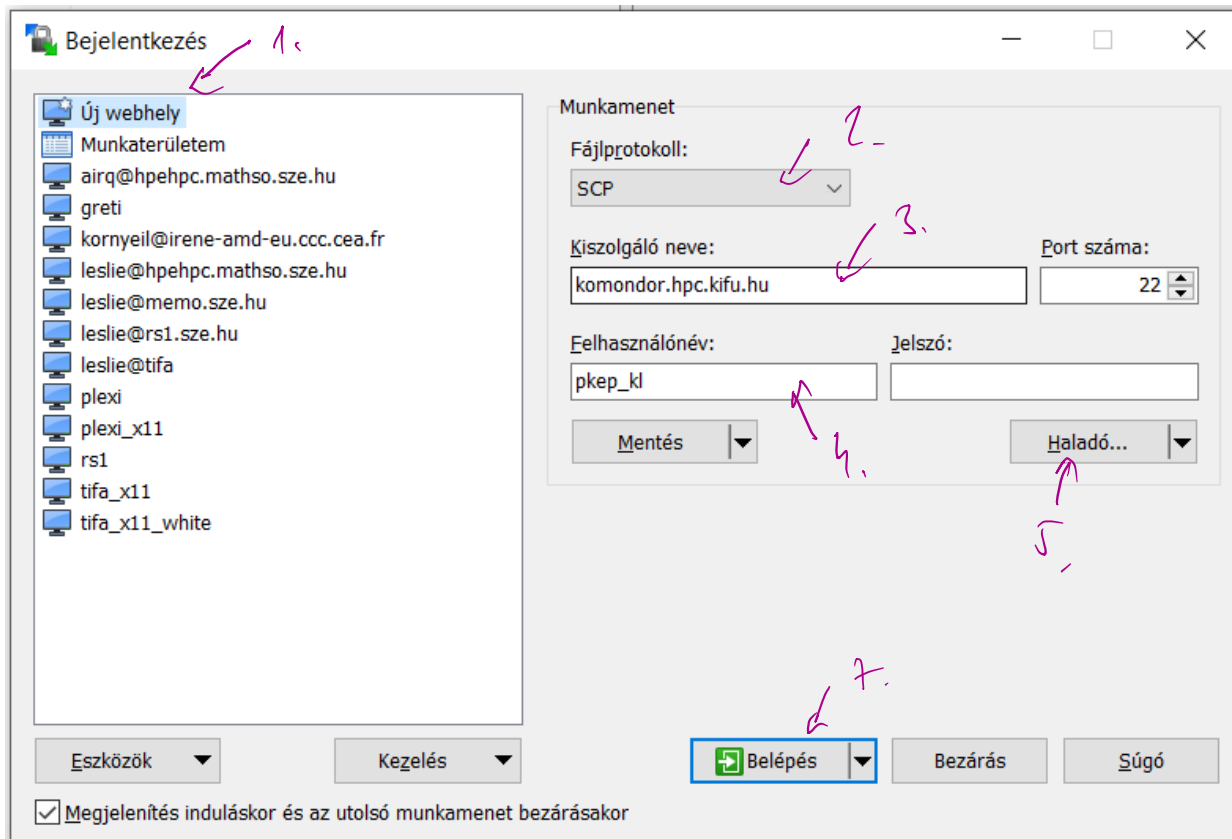 Bejelentkezés
1.
Új webhely
Munkaterületem
airq@hpehpc.mathso.sze.hu
greti
kornyeil@irene-amd-eu.ccc.cea.fr
leslie@hpehpc.mathso.sze.hu
leslie@memo.sze.hu
leslie@rs1.sze.hu
leslie@tifa
plexi
plexi_x11
rs1
tifa_x11
tifa_x11_white
Munkamenet
2.
Fájlprotokoll:
SCP
3.
Kiszolgáló neve: Port száma:
komondor.hpc.kifu.hu 22
Felhasználónév: Jelszó:
pkep_kl
4.
Mentés Haladó...
5.
7.
Eszközök Kezelés Belépés Bezárás Súgó
Megjelenítés induláskor és az utolsó munkamenet bezárásakor